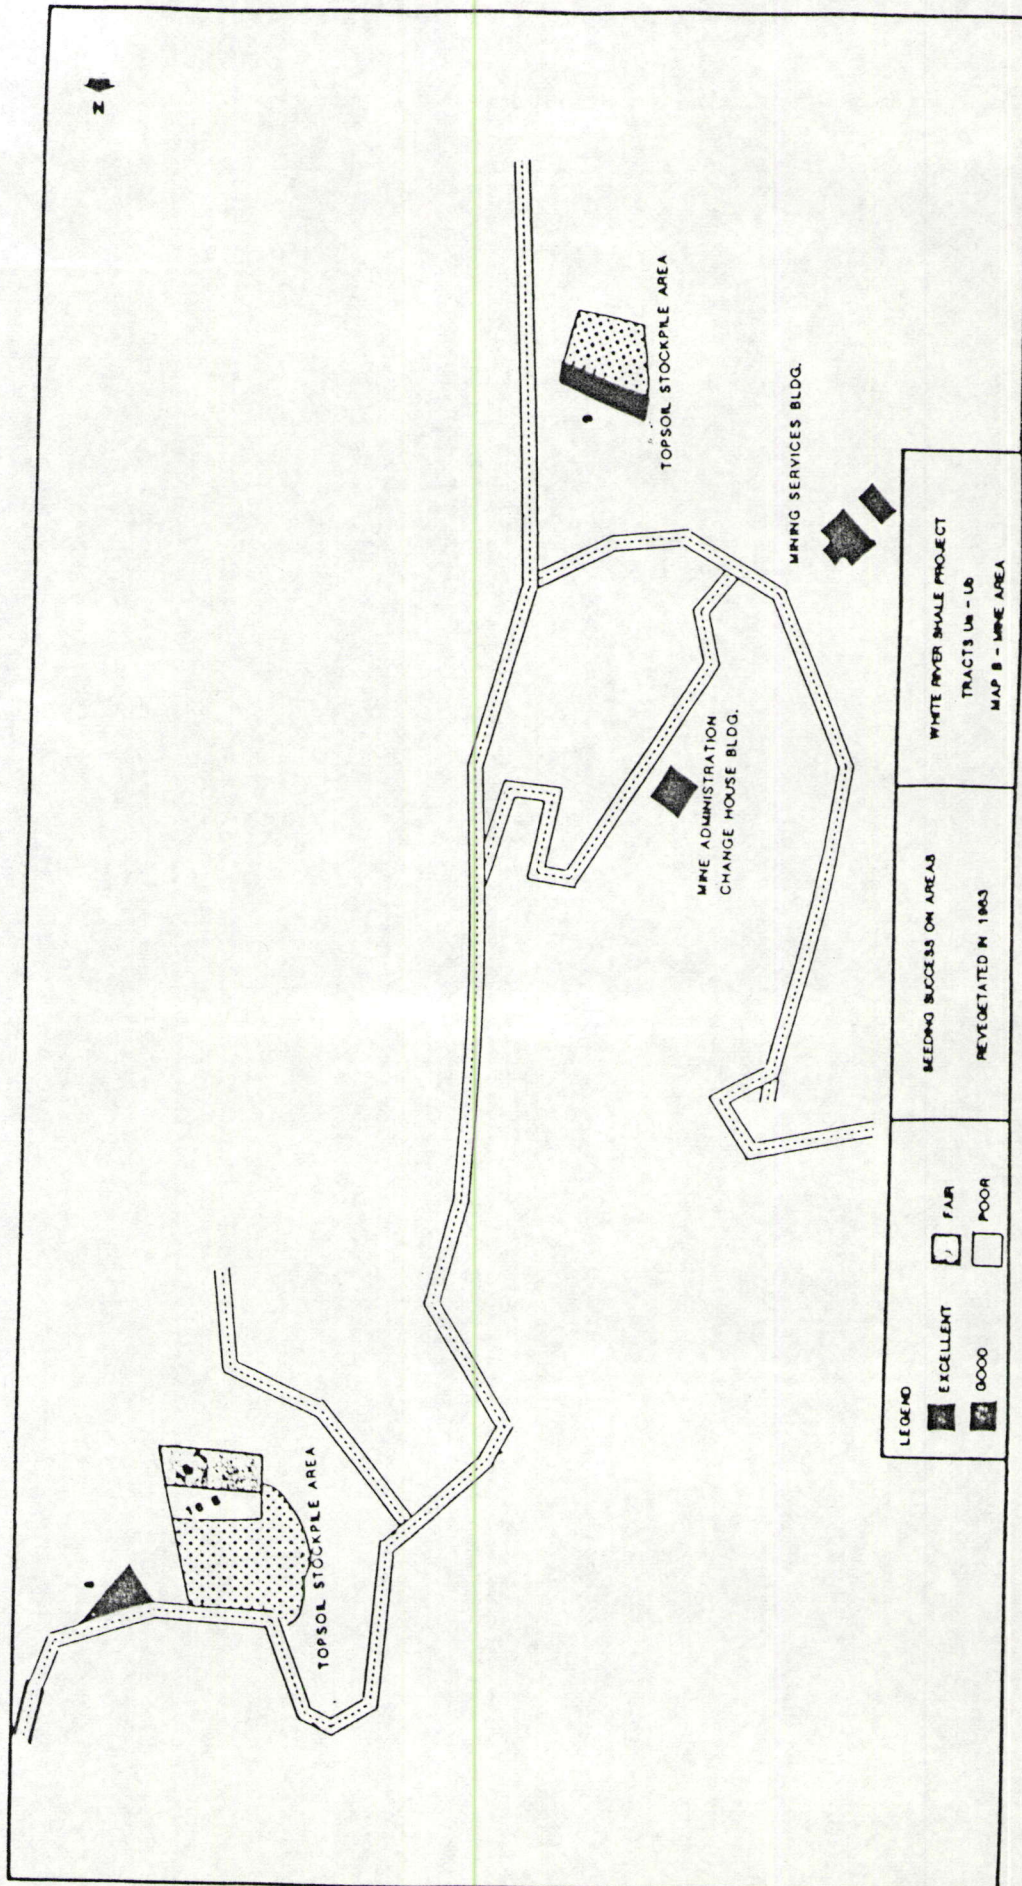 N
TOPSOIL STOCKPILE AREA
9
MINING SERVICES BLDG.
MINE ADMINISTRATION
CHANGE HOUSE BLDG.
TOPSOIL STOCKPILE AREA
LEGEND
EXCELLENT
FAIR
GOOD
POOR
SEEDING SUCCESS ON AREAS
REVEGETATED IN 1983
WHITE RIVER SHALE PROJECT
TRACTS Ua - Ub
MAP B - MINE AREA